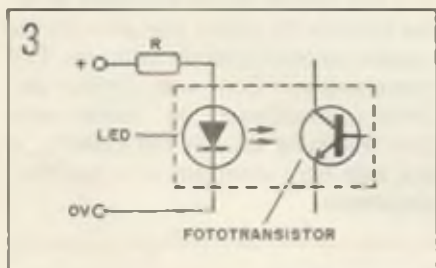 3
+
R
LED
0V
FOTOTRANSISTOR